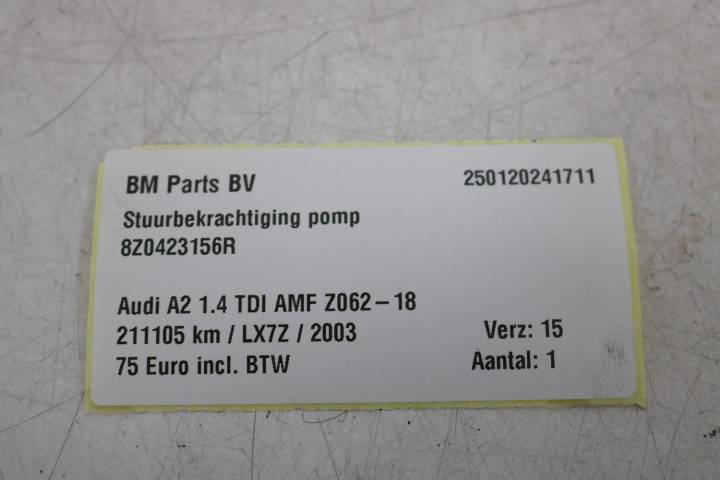 BM Parts BV 250120241711
Stuurbekrachtiging pomp
8Z0423156R
Audi A2 1.4 TDI AMF Z062-18
211105 km / LX7Z / 2003 Verz: 15
75 Euro incl. BTW Aantal: 1